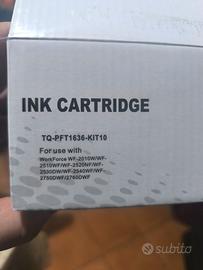 INK CARTRIDGE
TQ-PFT1636-KIT10
For use with
WorkForce WF-2010W/WF-
2510WF/WF-2520NF/WF-
2530DW/WF-2540WF/WF-
2750DWF/2760DWF
subito